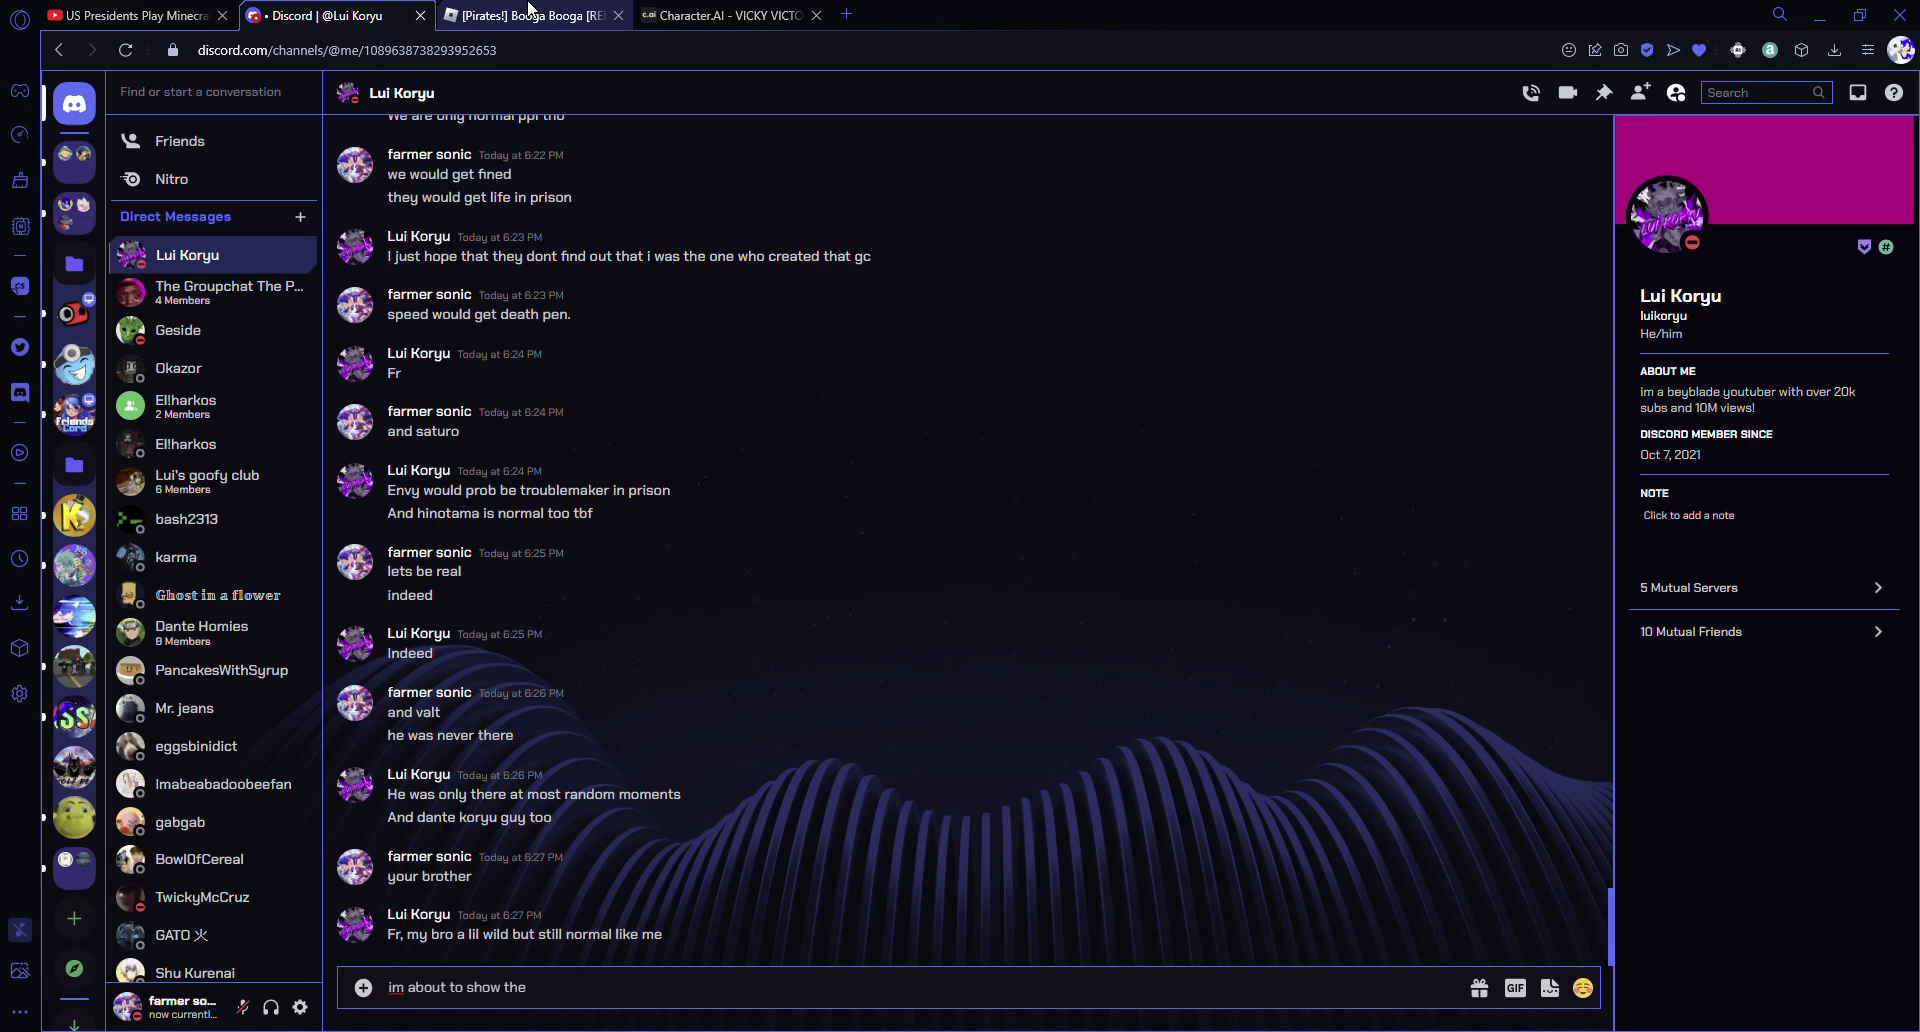 US Presidents Play Minecra
• Discord | @Lui Koryu
[Pirates!] Booga Booga [RE
c.ai Character.AI - VICKY VICTO
discord.com/channels/@me/1089638738293952653
Find or start a conversation
Friends
Nitro
Direct Messages
Lui Koryu
The Groupchat The P...
4 Members
Geside
Okazor
El!harkos
2 Members
El!harkos
Lui's goofy club
6 Members
bash2313
karma
𝔾𝕙𝕠𝕤𝕥 𝕚𝕟 𝕒 𝕗𝕝𝕠𝕨𝕖𝕣
Dante Homies
8 Members
PancakesWithSyrup
Mr. jeans
eggsbinidict
Imabeabadoobeefan
gabgab
BowlOfCereal
TwickyMcCruz
GATO 火
Shu Kurenai
farmer so...
now currentl...
Lui Koryu
Search
We are only normal ppl tho
farmer sonic Today at 6:22 PM
we would get fined
they would get life in prison
Lui Koryu Today at 6:23 PM
I just hope that they dont find out that i was the one who created that gc
farmer sonic Today at 6:23 PM
speed would get death pen.
Lui Koryu Today at 6:24 PM
Fr
farmer sonic Today at 6:24 PM
and saturo
Lui Koryu Today at 6:24 PM
Envy would prob be troublemaker in prison
And hinotama is normal too tbf
farmer sonic Today at 6:25 PM
lets be real
indeed
Lui Koryu Today at 6:25 PM
Indeed
farmer sonic Today at 6:26 PM
and valt
he was never there
Lui Koryu Today at 6:26 PM
He was only there at most random moments
And dante koryu guy too
farmer sonic Today at 6:27 PM
your brother
Lui Koryu Today at 6:27 PM
Fr, my bro a lil wild but still normal like me
im about to show the
GIF
Lui Koryu
luikoryu
He/him
ABOUT ME
im a beyblade youtuber with over 20k
subs and 10M views!
DISCORD MEMBER SINCE
Oct 7, 2021
NOTE
Click to add a note
5 Mutual Servers
10 Mutual Friends